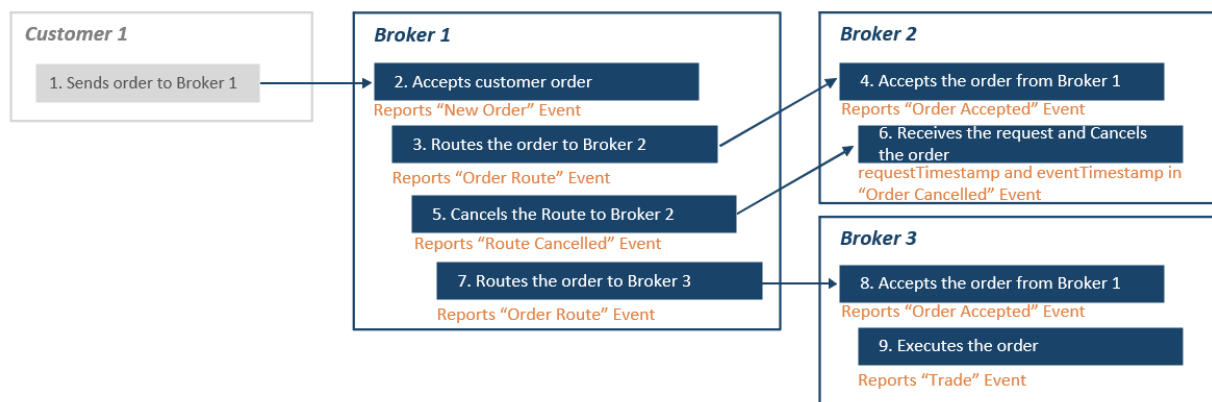 Customer 1
1. Sends order to Broker 1
Broker 1
2. Accepts customer order
Reports “New Order” Event
3. Routes the order to Broker 2
Reports “Order Route” Event
5. Cancels the Route to Broker 2
Reports “Route Cancelled” Event
7. Routes the order to Broker 3
Reports “Order Route” Event
Broker 2
4. Accepts the order from Broker 1
Reports “Order Accepted” Event
6. Receives the request and Cancels
the order
requestTimestamp and eventTimestamp in
“Order Cancelled” Event
Broker 3
8. Accepts the order from Broker 1
Reports “Order Accepted” Event
9. Executes the order
Reports “Trade” Event